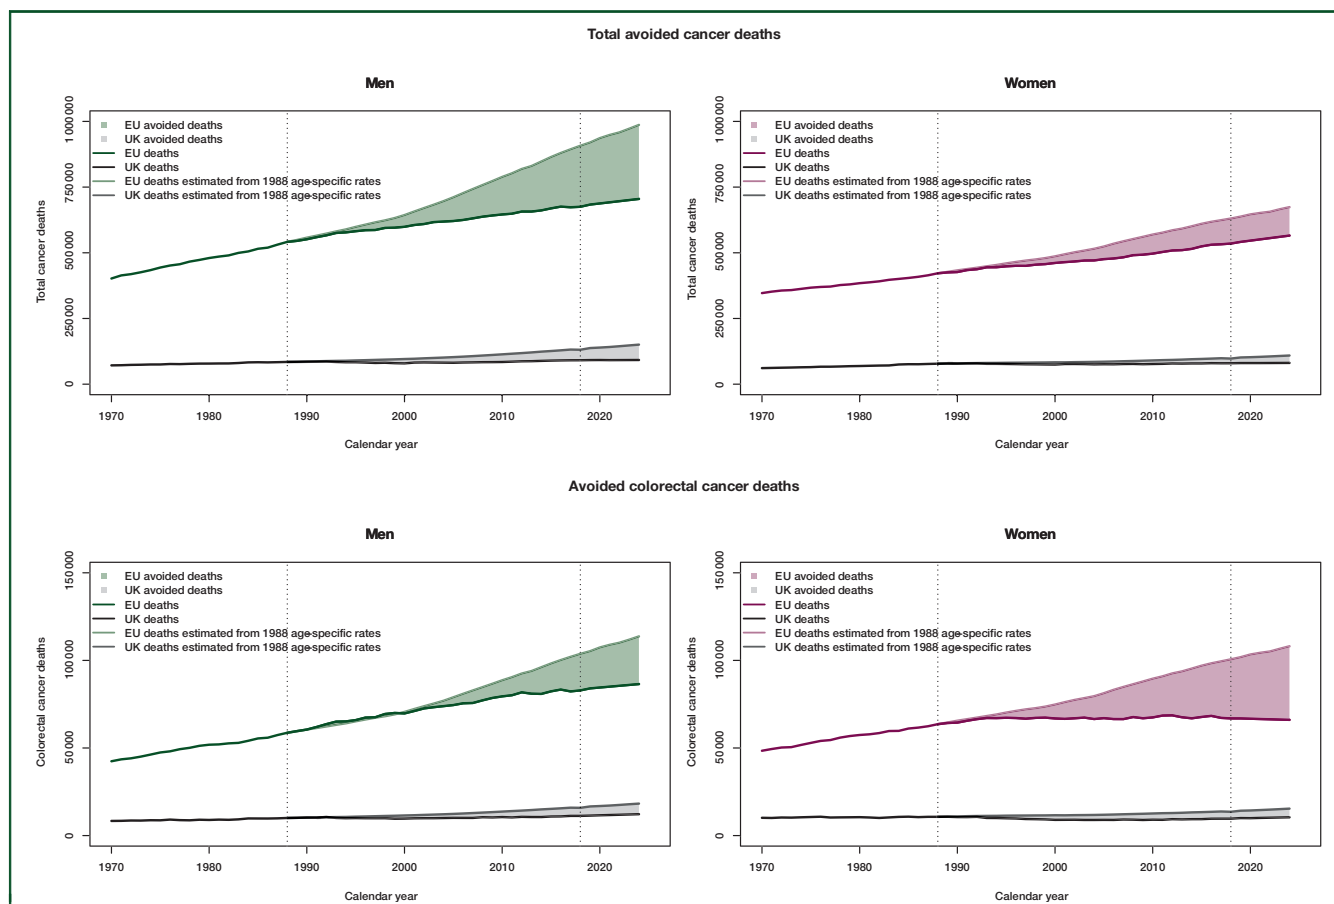 Total avoided cancer deaths
Men
Total cancer deaths
1 000 000
750 000
500 000
250 000
0
EU avoided deaths
UK avoided deaths
EU deaths
UK deaths
EU deaths estimated from 1988 age-specific rates
UK deaths estimated from 1988 age-specific rates
1970 1980 1990 2000 2010 2020
Calendar year
Women
Total cancer deaths
1 000 000
750 000
500 000
250 000
0
EU avoided deaths
UK avoided deaths
EU deaths
UK deaths
EU deaths estimated from 1988 age-specific rates
UK deaths estimated from 1988 age-specific rates
1970 1980 1990 2000 2010 2020
Calendar year
Avoided colorectal cancer deaths
Men
Colorectal cancer deaths
150 000
100 000
50 000
0
EU avoided deaths
UK avoided deaths
EU deaths
UK deaths
EU deaths estimated from 1988 age-specific rates
UK deaths estimated from 1988 age-specific rates
1970 1980 1990 2000 2010 2020
Calendar year
Women
Colorectal cancer deaths
150 000
100 000
50 000
0
EU avoided deaths
UK avoided deaths
EU deaths
UK deaths
EU deaths estimated from 1988 age-specific rates
UK deaths estimated from 1988 age-specific rates
1970 1980 1990 2000 2010 2020
Calendar year